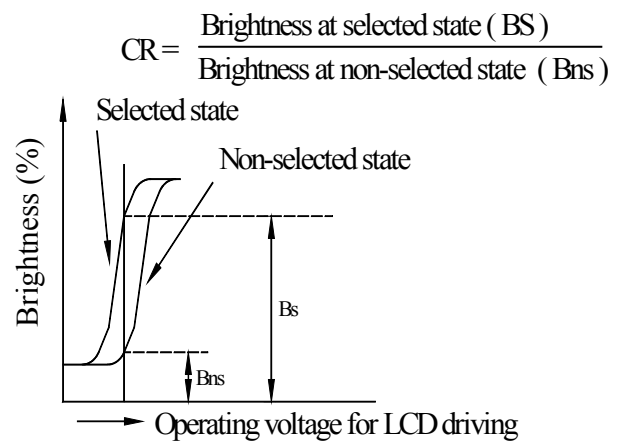 CR = Brightness at selected state ( BS )
Brightness at non-selected state ( Bns )
Selected state
Non-selected state
Brightness (%)
Bs
Bns
Operating voltage for LCD driving